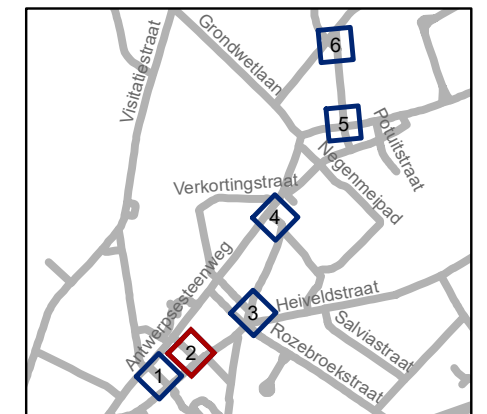 Visitatiestraat
Grondwetlaan
6
5
Potuitstraat
Negenmeipad
Verkortingstraat
4
Antwerpsesteenweg
3
Heiveldstraat
Salviastraat
Rozebroekstraat
2
1